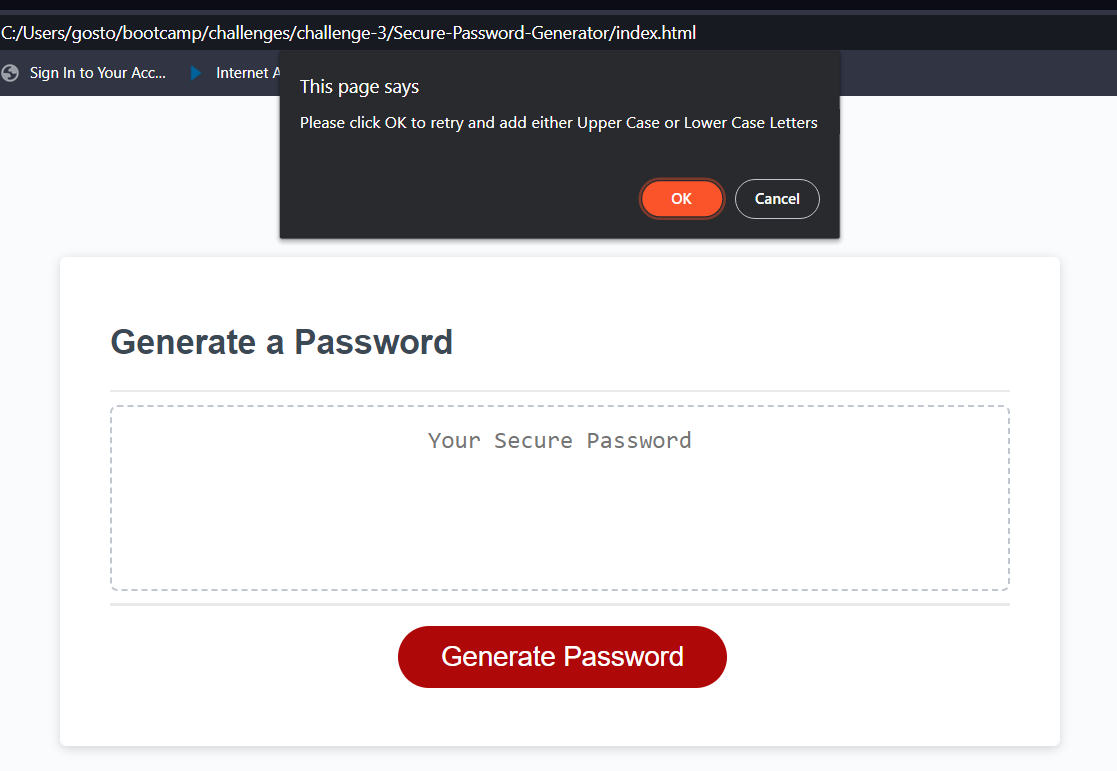 C:/Users/gosto/bootcamp/challenges/challenge-3/Secure-Password-Generator/index.html
Sign In to Your Acc... Internet A
This page says
Please click OK to retry and add either Upper Case or Lower Case Letters
OK Cancel
Generate a Password
Your Secure Password
Generate Password